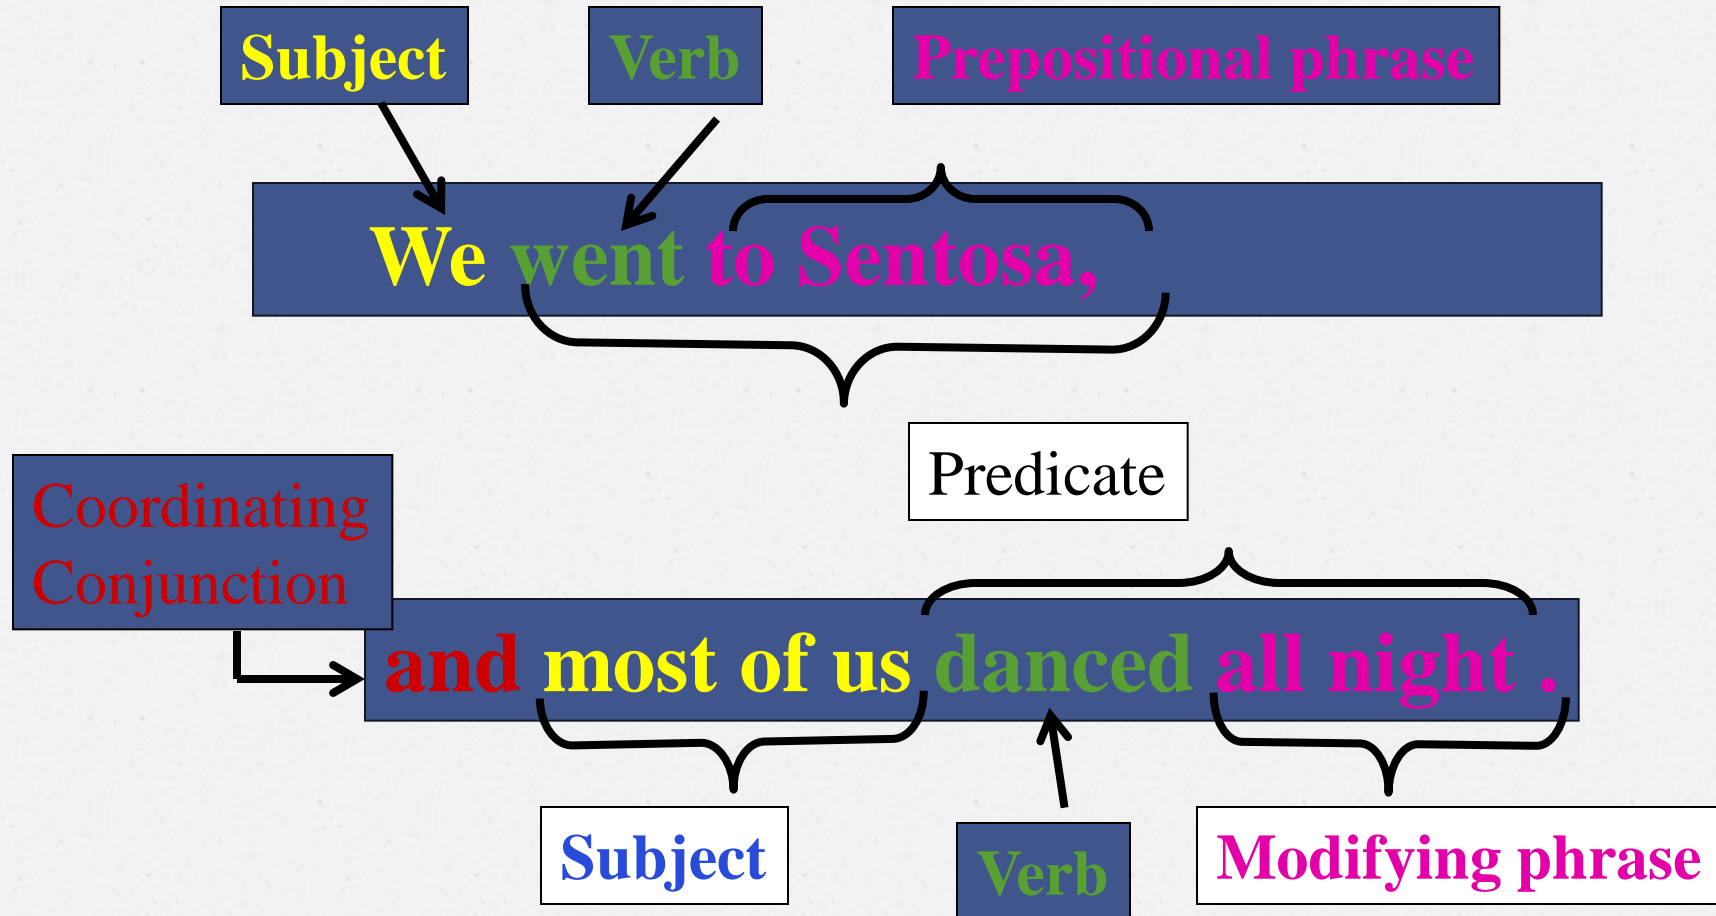 Subject
Verb
Prepositional phrase
We went to Sentosa,
Predicate
Coordinating
Conjunction
and most of us danced all night .
Subject
Verb
Modifying phrase